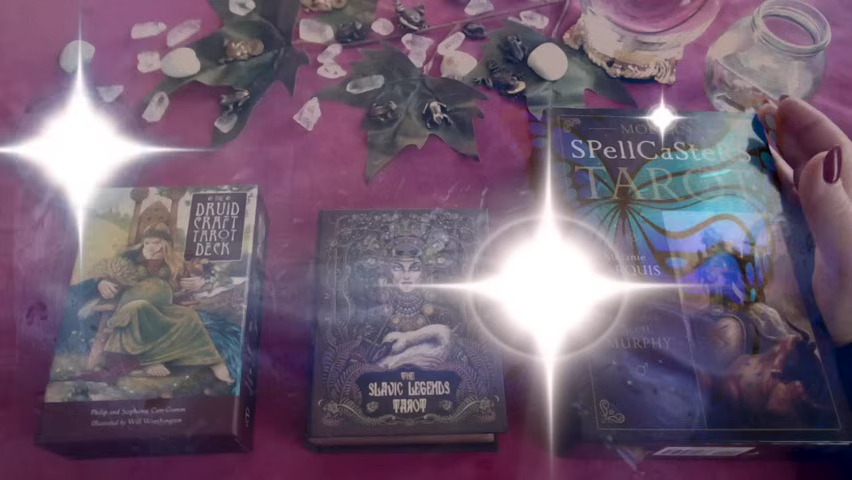 THE
DRUID
CRAFT
TAROT
DECK
Philip and Stephanie Carr-Gomm
Illustrated by Will Worthington
THE
SLAVIC LEGENDS
TAROT
SPellCaSter's
TAROT
MURPHY